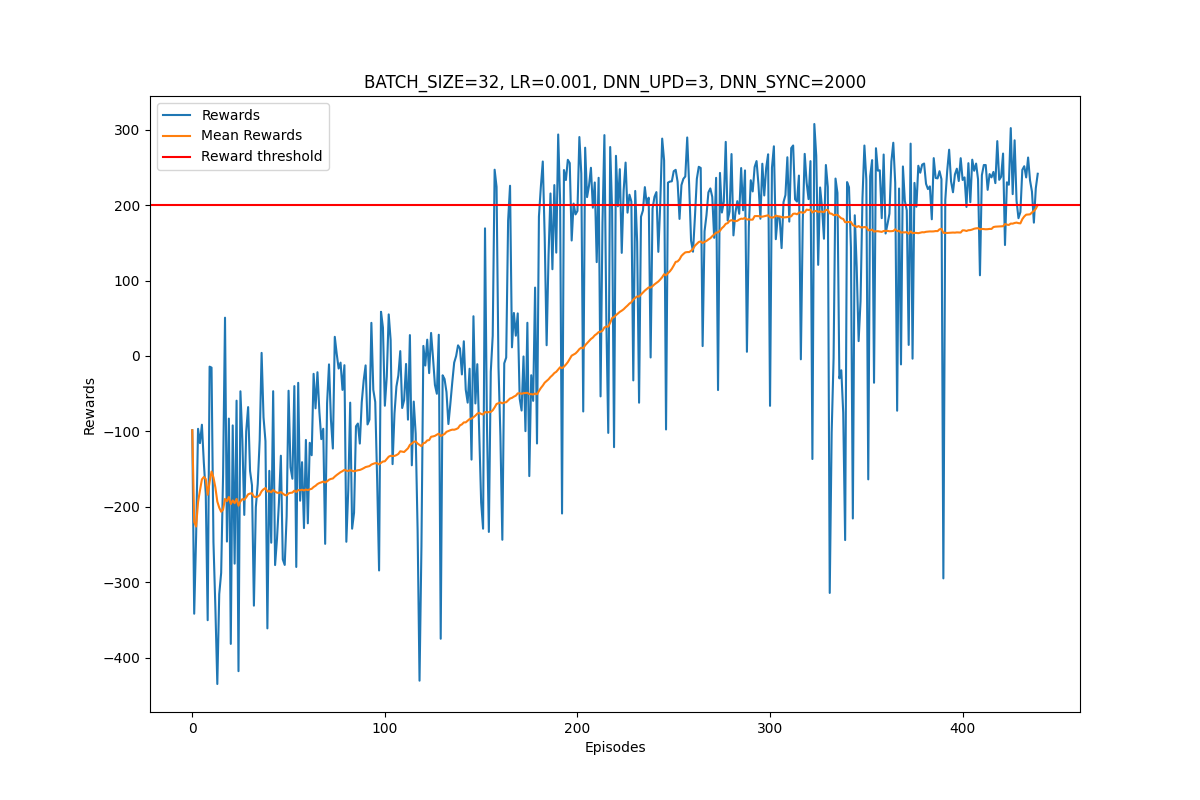 BATCH_SIZE=32, LR=0.001, DNN_UPD=3, DNN_SYNC=2000
Rewards
Mean Rewards
Reward threshold
300
200
100
0
−100
−200
−300
−400
Rewards
0
100
200
300
400
Episodes